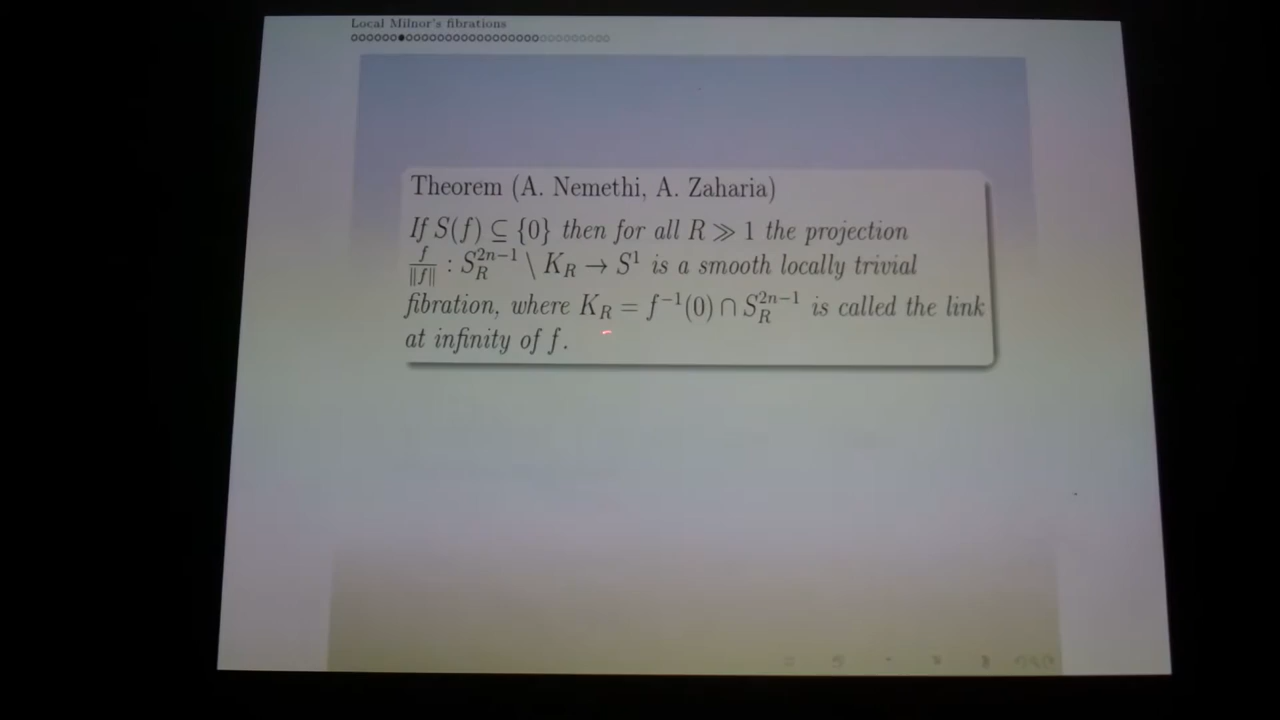 Local Milnor's fibrations
Theorem (A. Nemethi, A. Zaharia)
If S(f) ⊆ {0} then for all R ≫ 1 the projection
f/‖f‖ : S_R^{2n−1} \ K_R → S^1 is a smooth locally trivial
fibration, where K_R = f^{−1}(0) ∩ S_R^{2n−1} is called the link
at infinity of f.